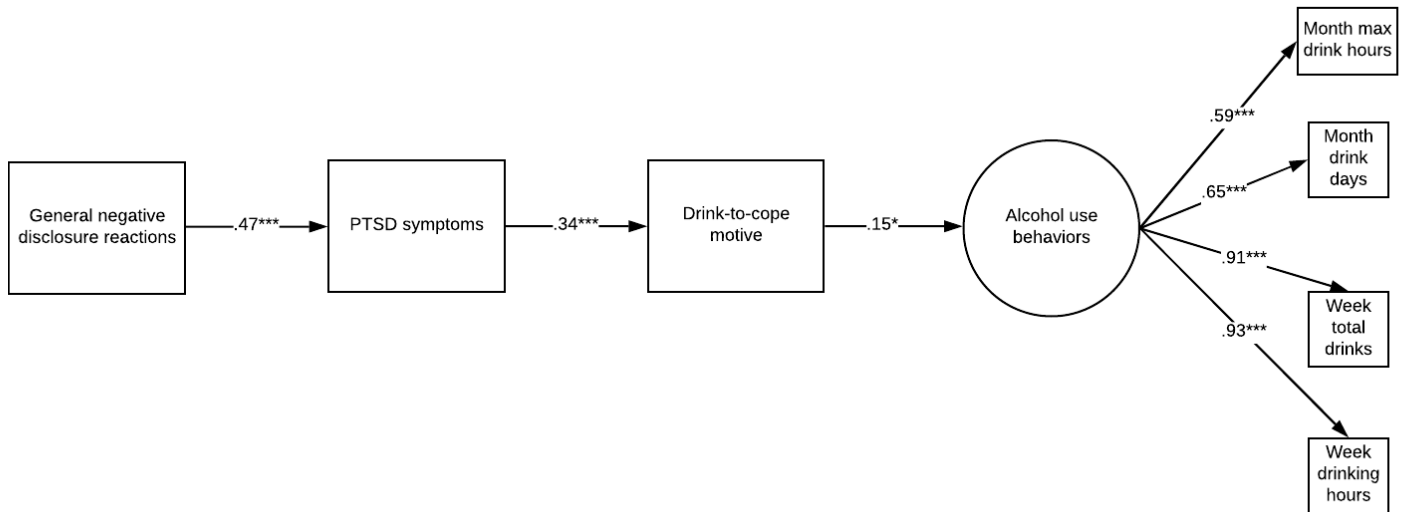 General negative
disclosure reactions
.47***
PTSD symptoms
.34***
Drink-to-cope
motive
.15*
Alcohol use
behaviors
.59***
.65***
.91***
.93***
Month max
drink hours
Month
drink
days
Week
total
drinks
Week
drinking
hours